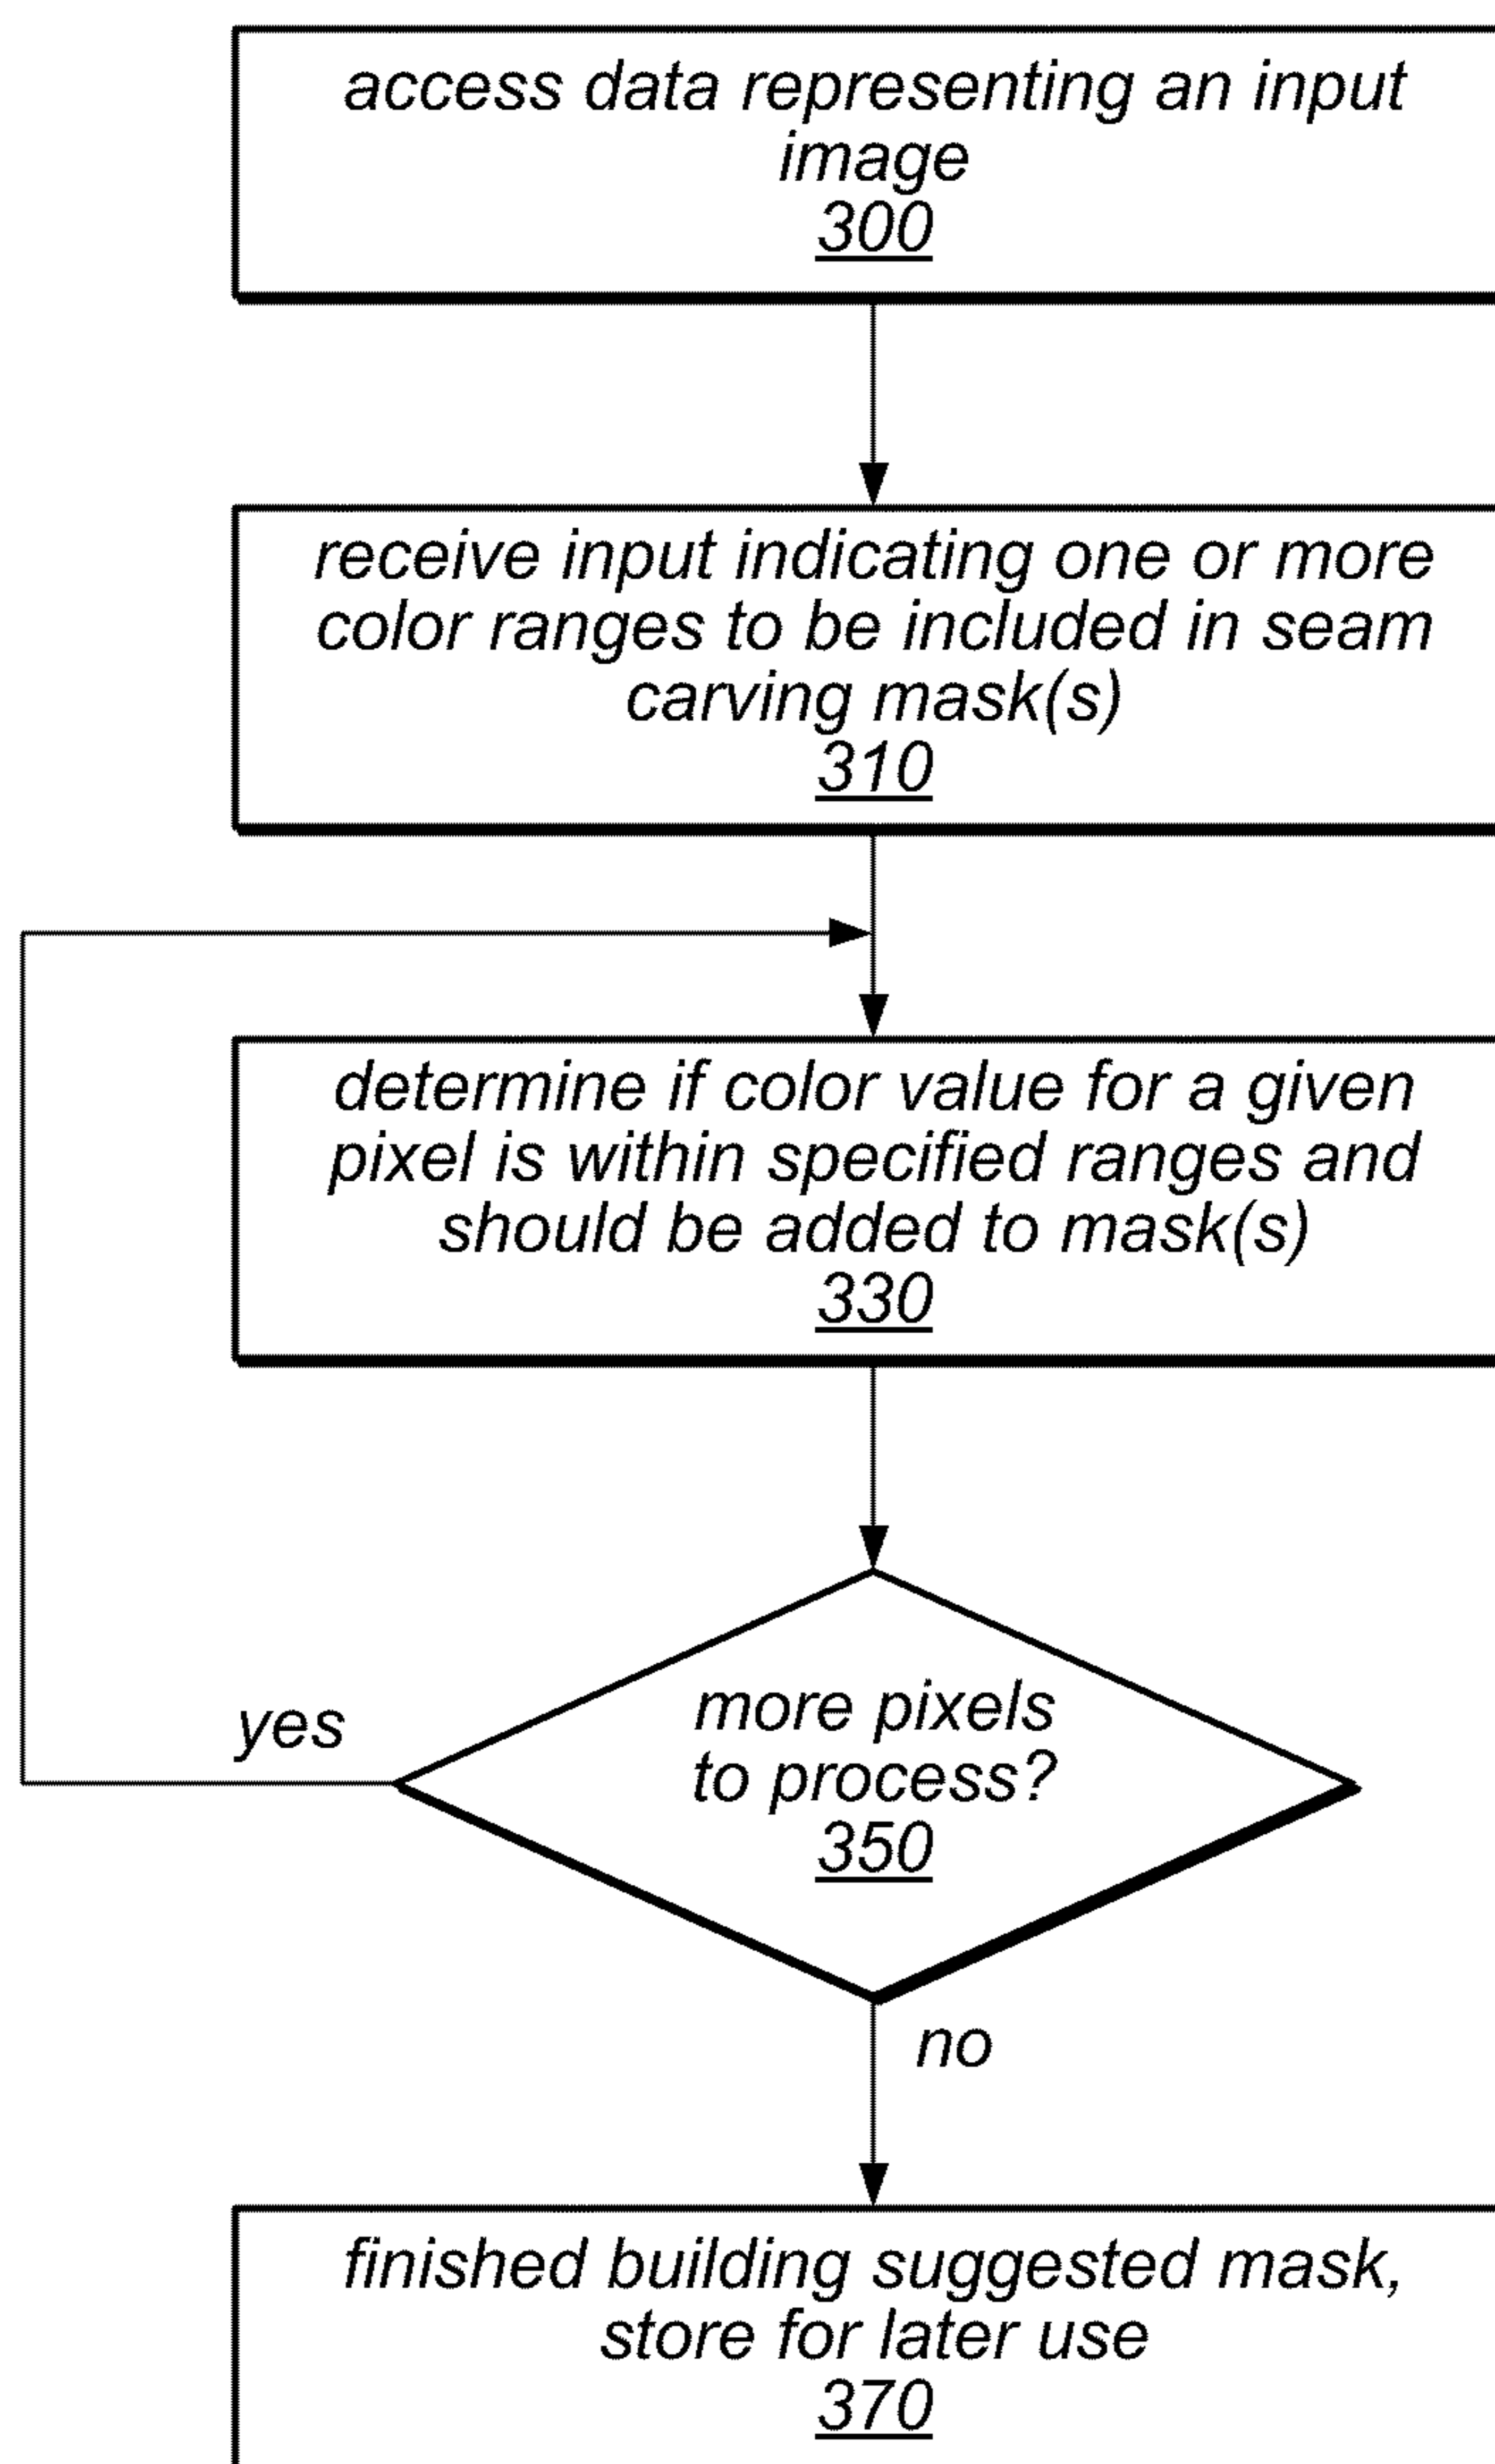 access data representing an input
image
300
receive input indicating one or more
color ranges to be included in seam
carving mask(s)
310
determine if color value for a given
pixel is within specified ranges and
should be added to mask(s)
330
more pixels
to process?
350
yes
no
finished building suggested mask,
store for later use
370